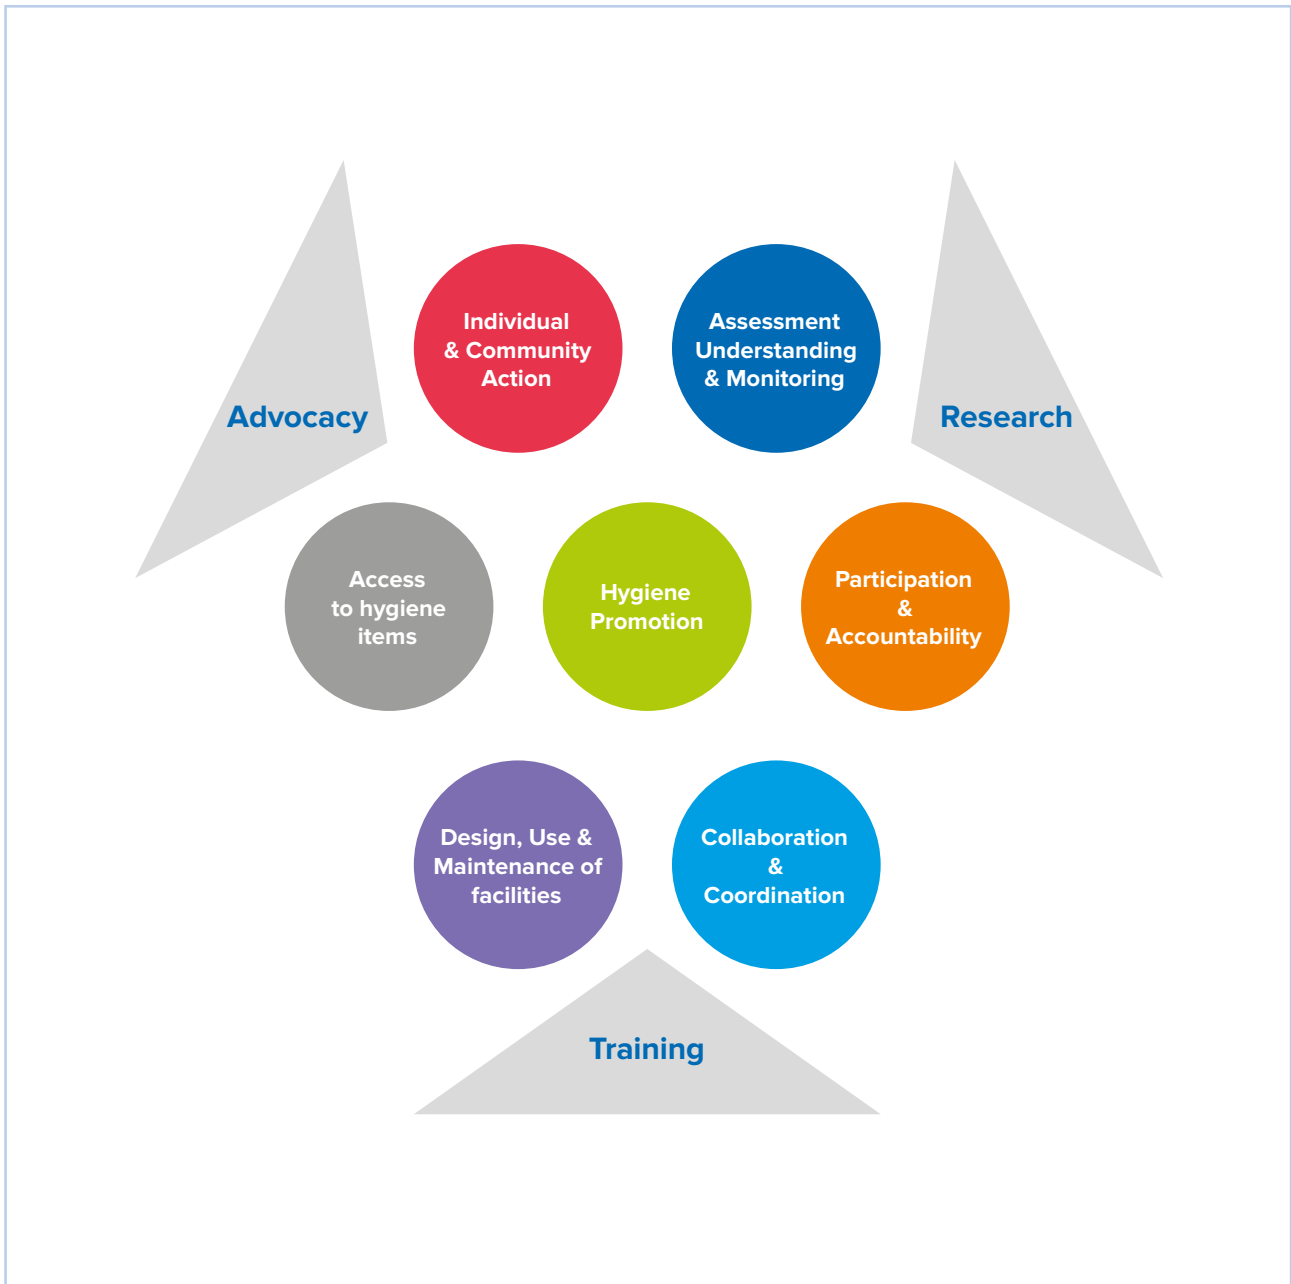 Individual
& Community
Action
Assessment
Understanding
& Monitoring
Advocacy
Research
Access
to hygiene
items
Hygiene
Promotion
Participation
&
Accountability
Design, Use &
Maintenance of
facilities
Collaboration
&
Coordination
Training